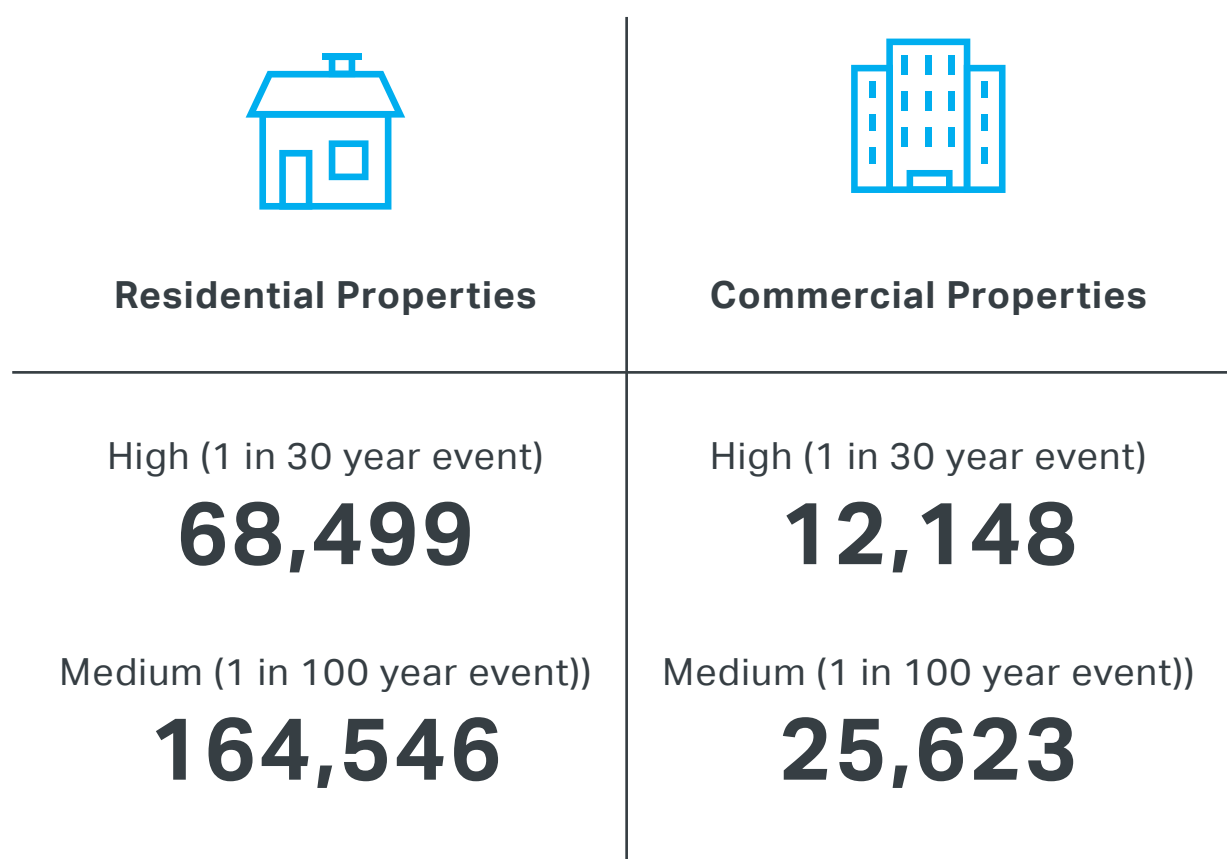 Residential Properties
Commercial Properties
High (1 in 30 year event)
68,499
High (1 in 30 year event)
12,148
Medium (1 in 100 year event))
164,546
Medium (1 in 100 year event))
25,623